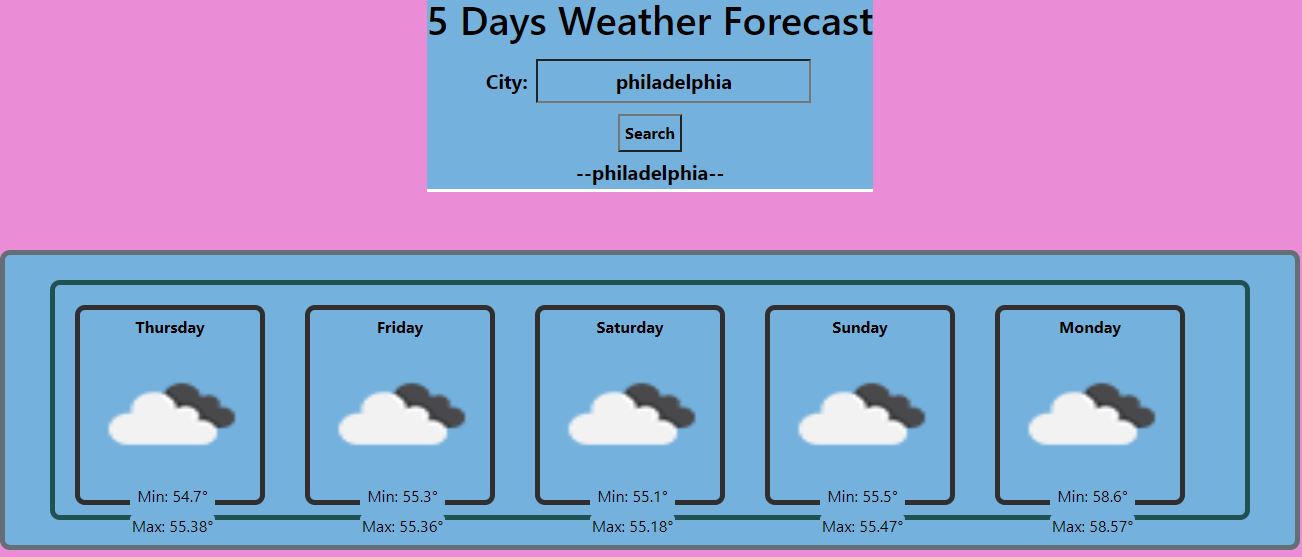 5 Days Weather Forecast
City: philadelphia
Search
--philadelphia--
Thursday Friday Saturday Sunday Monday
Min: 54.7° Min: 55.3° Min: 55.1° Min: 55.5° Min: 58.6°
Max: 55.38° Max: 55.36° Max: 55.18° Max: 55.47° Max: 58.57°